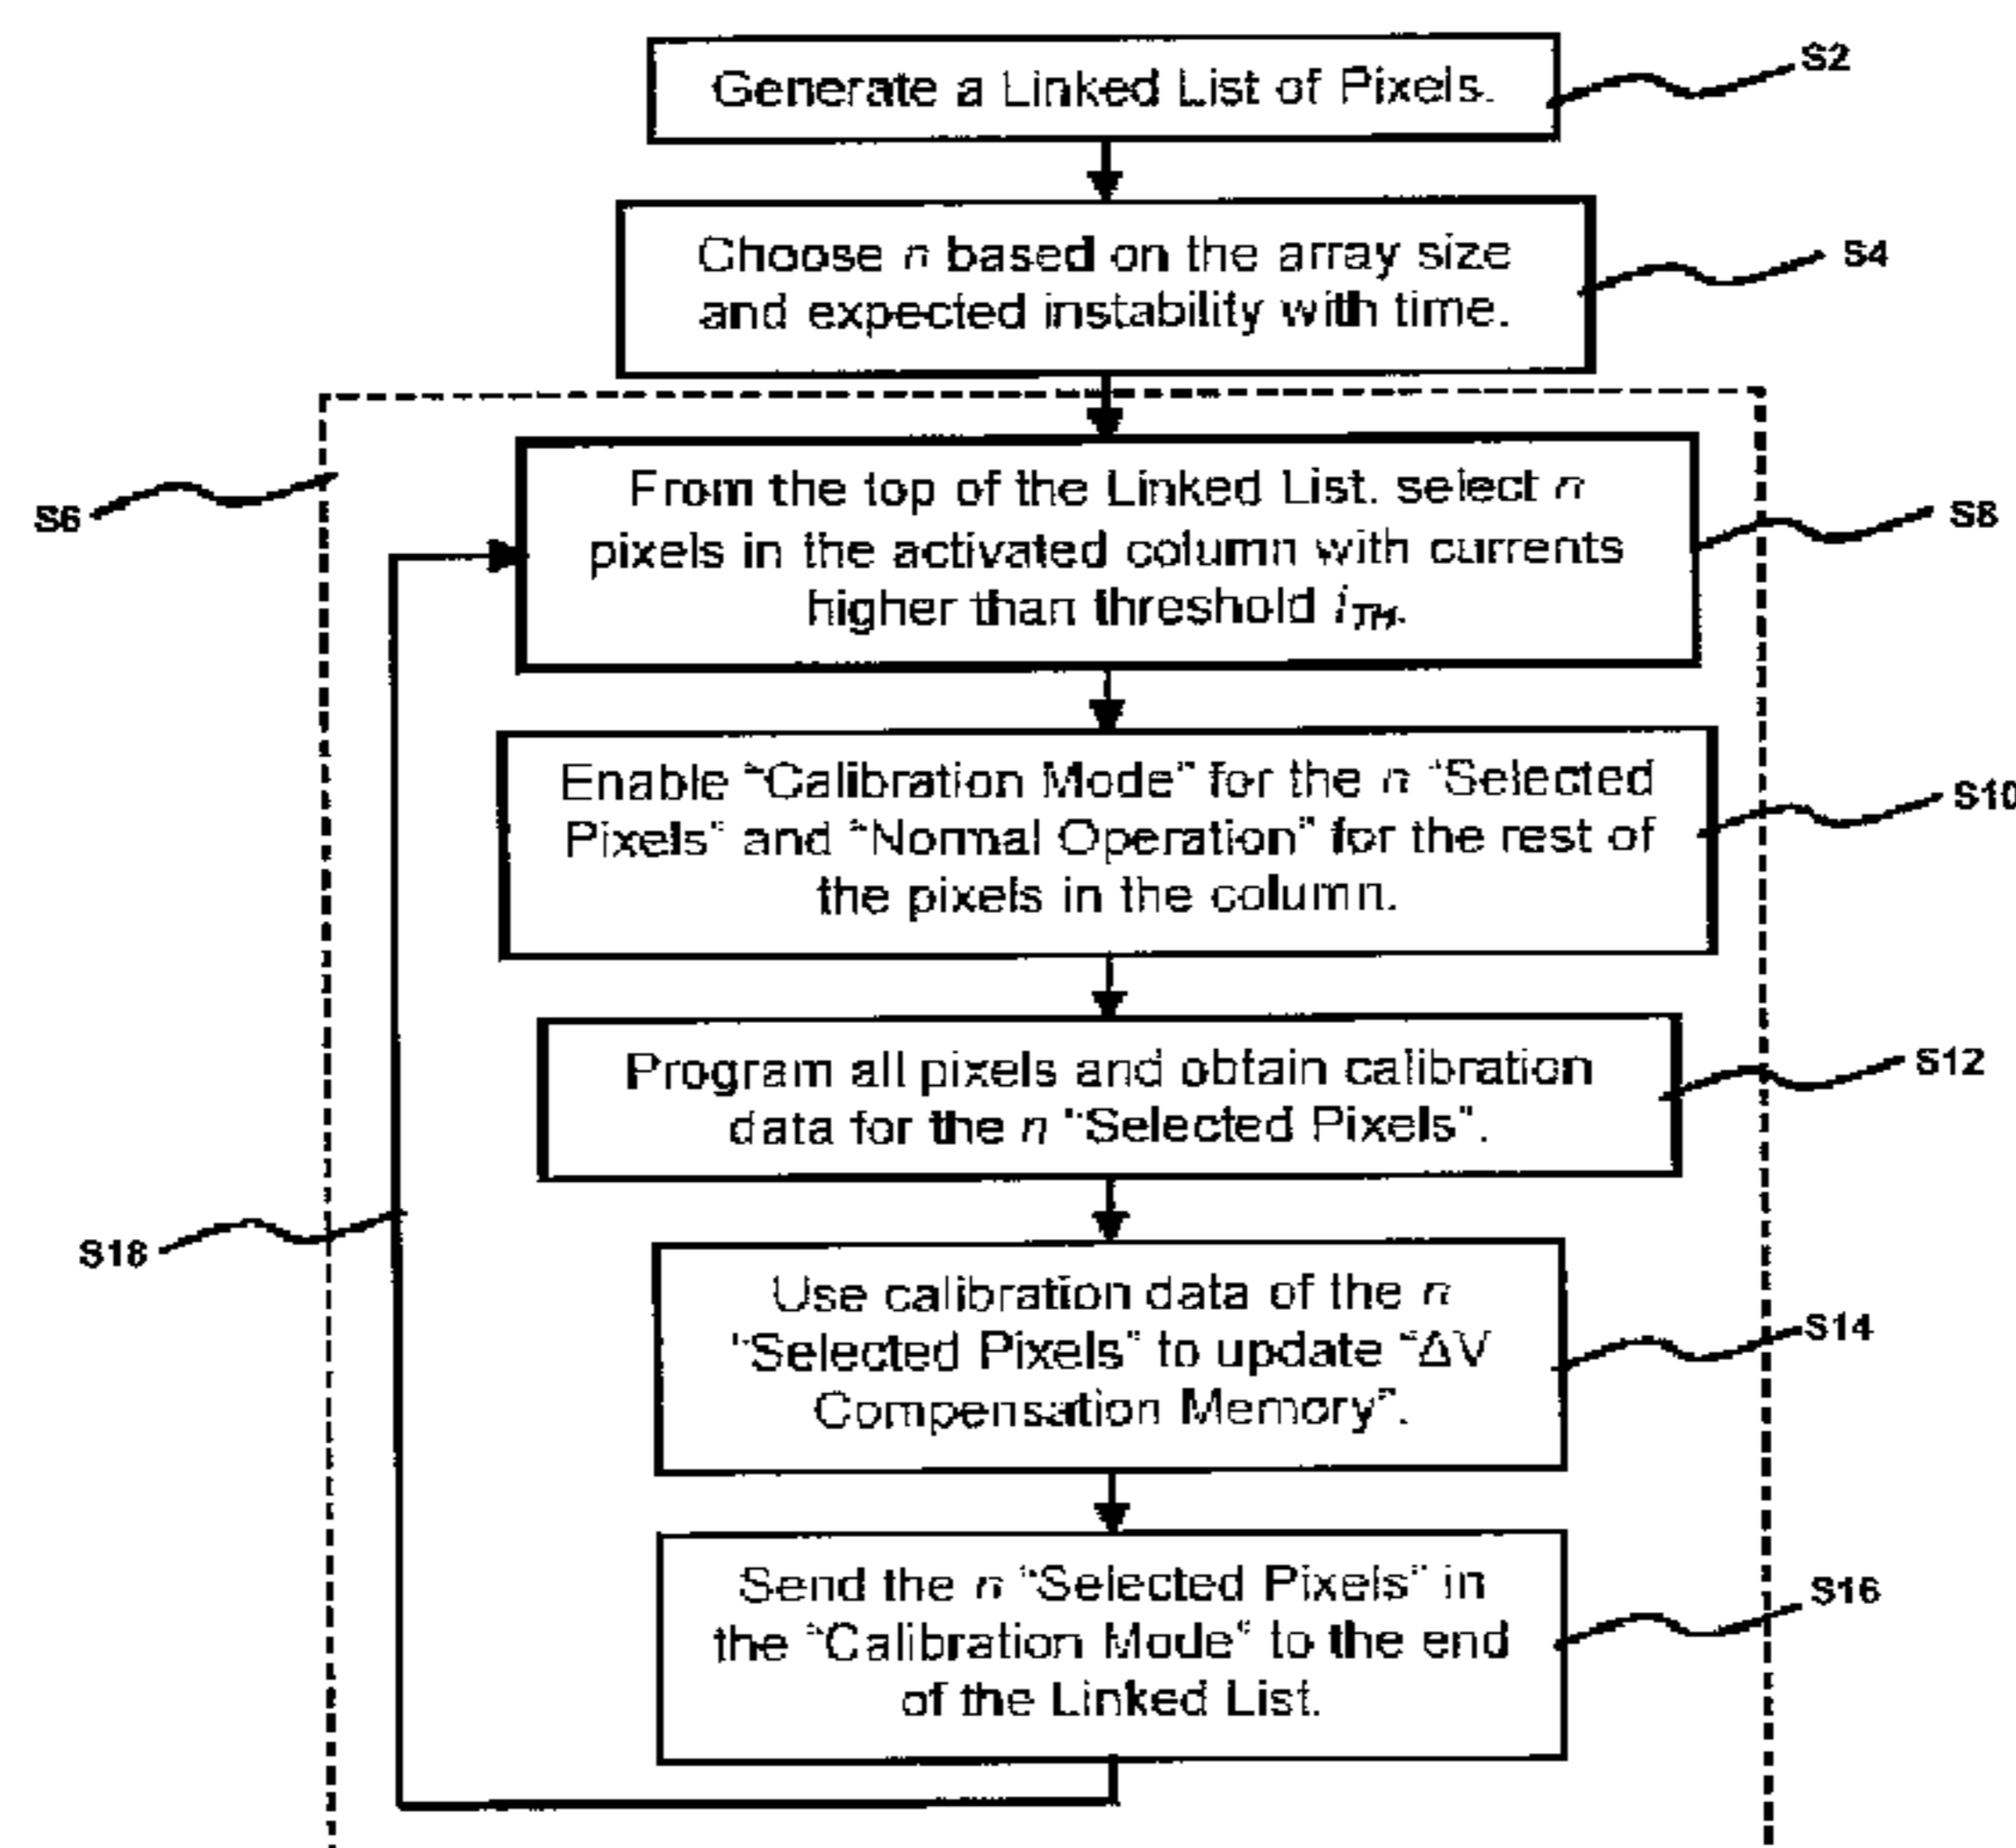 Generate a Linked List of Pixels.
S2
Choose n based on the array size
and expected instability with time.
S4
S6
From the top of the Linked List. select n
pixels in the activated column with currents
higher than threshold iTH.
S8
Enable "Calibration Mode" for the n "Selected
Pixels" and "Normal Operation" for the rest of
the pixels in the column.
S10
Program all pixels and obtain calibration
data for the n "Selected Pixels".
S12
S18
Use calibration data of the n
"Selected Pixels" to update "ΔV
Compensation Memory".
S14
Send the n "Selected Pixels" in
the "Calibration Mode" to the end
of the Linked List.
S16